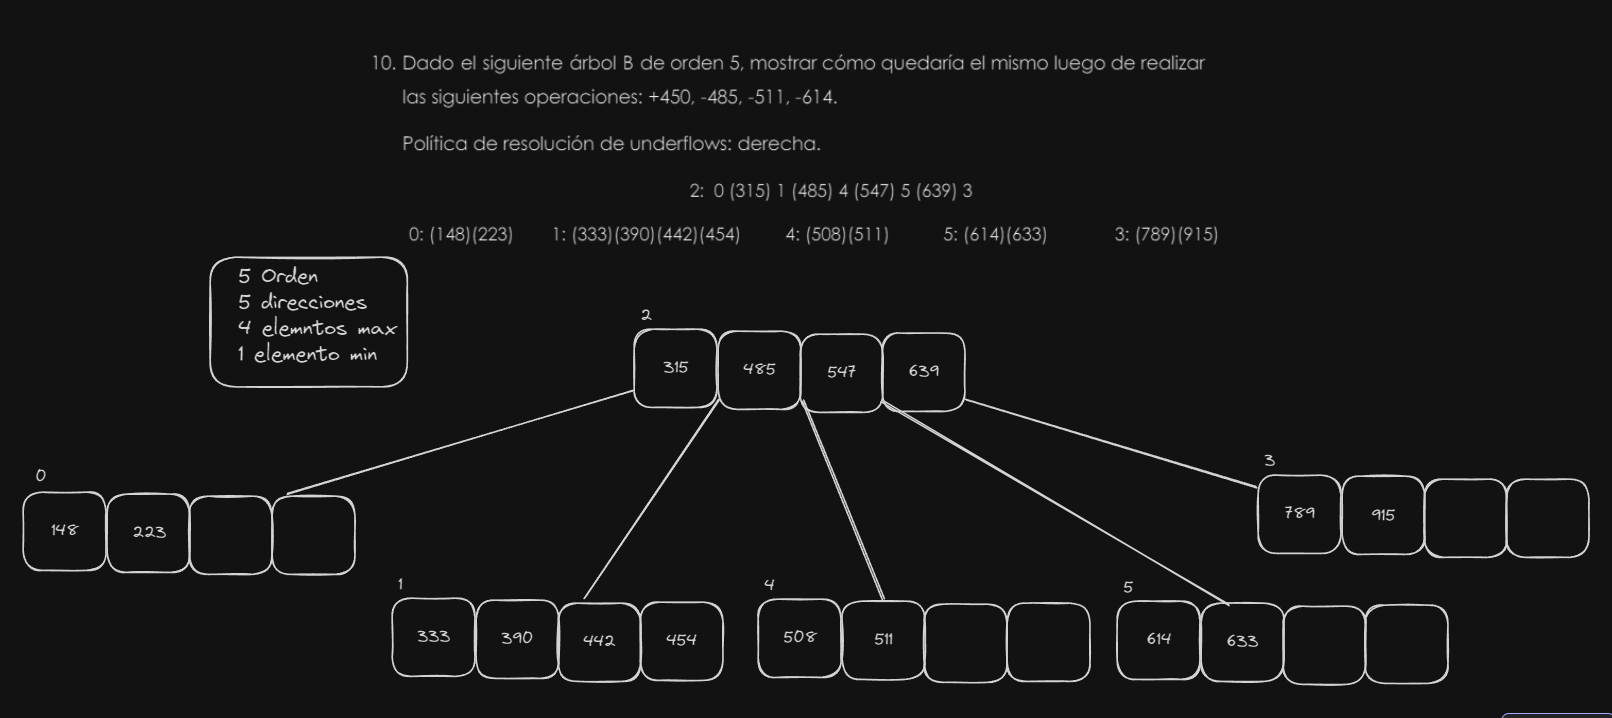 10. Dado el siguiente árbol B de orden 5, mostrar cómo quedaría el mismo luego de realizar
las siguientes operaciones: +450, -485, -511, -614.
Política de resolución de underflows: derecha.
2: 0 (315) 1 (485) 4 (547) 5 (639) 3
0: (148)(223) 1: (333)(390)(442)(454) 4: (508)(511) 5: (614)(633) 3: (789)(915)
5 Orden
5 direcciones
4 elemntos max
1 elemento min
2
315 485 547 639
0
148 223
3
789 915
1
333 390 442 454
4
508 511
5
614 633